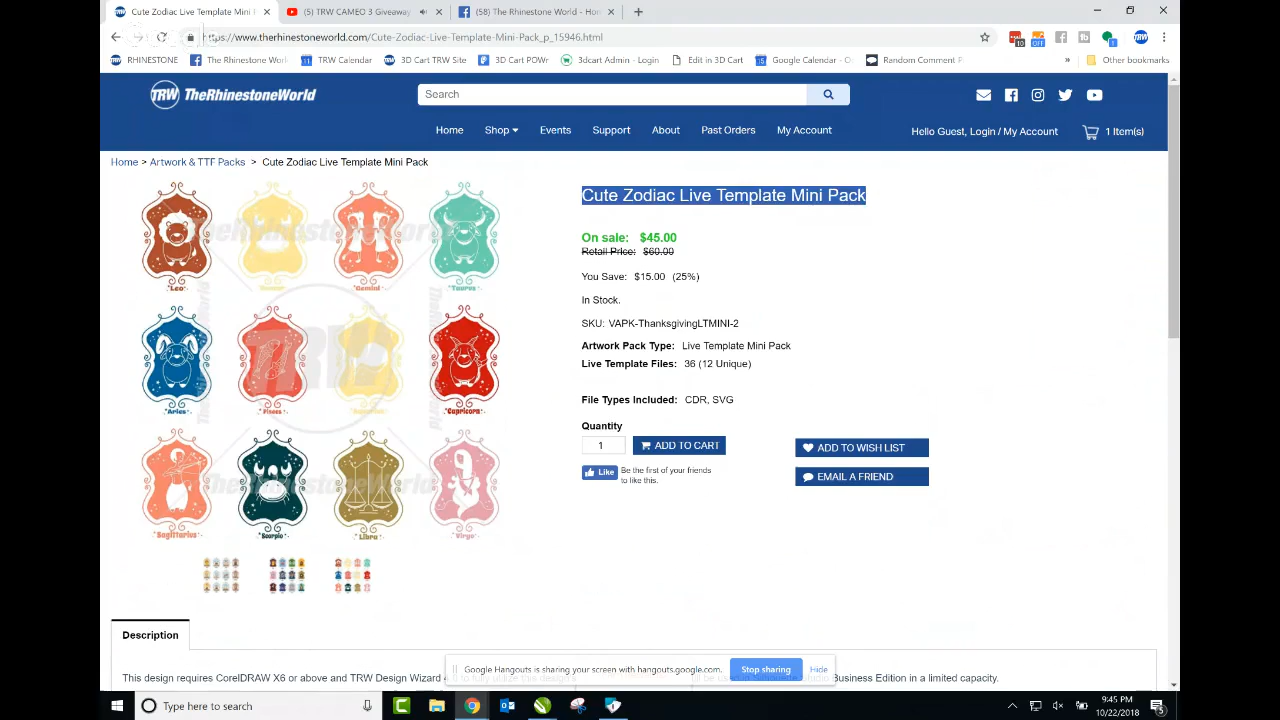 Cute Zodiac Live Template Mini P
(5) TRW CAMEO 3 Giveaway
(58) The Rhinestone World - Hom
https://www.therhinestoneworld.com/Cute-Zodiac-Live-Template-Mini-Pack_p_15946.html
RHINESTONE
The Rhinestone Worl
TRW Calendar
3D Cart TRW Site
3D Cart POWr
3dcart Admin - Login
Edit in 3D Cart
Google Calendar - O
Random Comment P
»
Other bookmarks
TRW TheRhinestoneWorld
Search
Home
Shop
Events
Support
About
Past Orders
My Account
Hello Guest, Login / My Account
1 Item(s)
Home > Artwork & TTF Packs > Cute Zodiac Live Template Mini Pack
Cute Zodiac Live Template Mini Pack
On sale: $45.00
Retail Price: $60.00
You Save: $15.00 (25%)
In Stock.
SKU: VAPK-ThanksgivingLTMINI-2
Artwork Pack Type: Live Template Mini Pack
Live Template Files: 36 (12 Unique)
File Types Included: CDR, SVG
Quantity
1
ADD TO CART
ADD TO WISH LIST
Like
Be the first of your friends
to like this.
EMAIL A FRIEND
Leo
Gemini
Taurus
Aries
Pisces
Capricorn
Sagittarius
Scorpio
Libra
Virgo
TheRhinestoneWorld
TRW
TheRhinestoneWorld
Description
This design requires CorelDRAW X6 or above and TRW Design Wizard
Business Edition in a limited capacity.
Google Hangouts is sharing your screen with hangouts.google.com.
Stop sharing
Hide
Type here to search
9:45 PM
10/22/2018
5